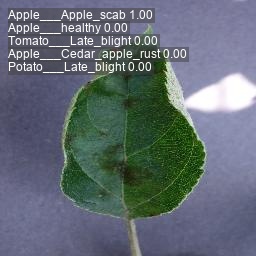 Apple___Apple_scab 1.00
Apple___healthy 0.00
Tomato___Late_blight 0.00
Apple___Cedar_apple_rust 0.00
Potato___Late_blight 0.00